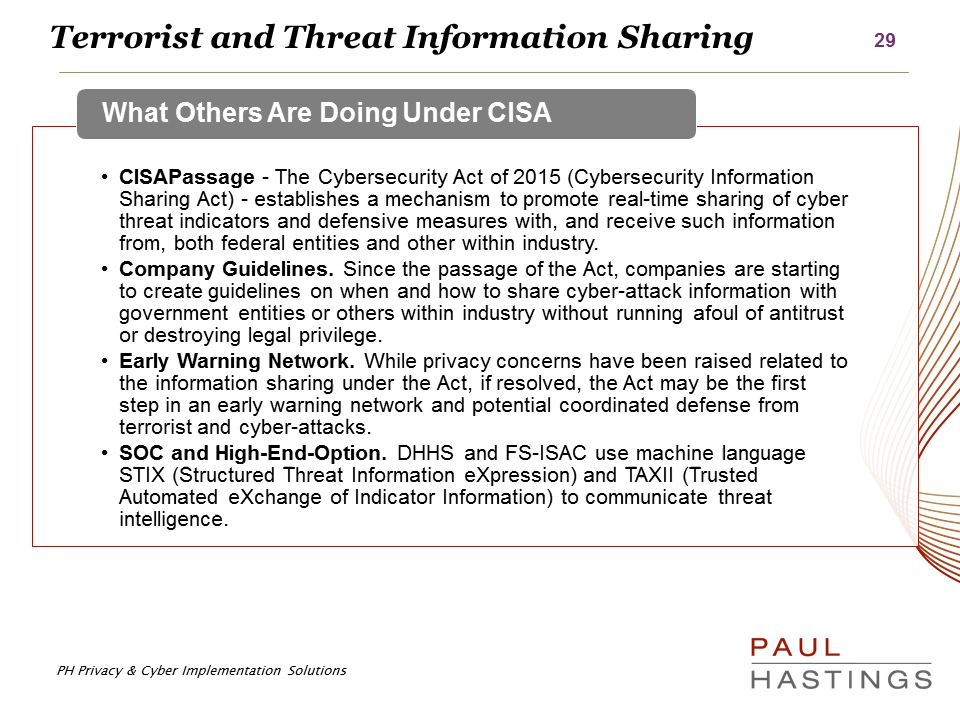 Terrorist and Threat Information Sharing
29
What Others Are Doing Under CISA
• CISAPassage - The Cybersecurity Act of 2015 (Cybersecurity Information
Sharing Act) - establishes a mechanism to promote real-time sharing of cyber
threat indicators and defensive measures with, and receive such information
from, both federal entities and other within industry.
• Company Guidelines. Since the passage of the Act, companies are starting
to create guidelines on when and how to share cyber-attack information with
government entities or others within industry without running afoul of antitrust
or destroying legal privilege.
• Early Warning Network. While privacy concerns have been raised related to
the information sharing under the Act, if resolved, the Act may be the first
step in an early warning network and potential coordinated defense from
terrorist and cyber-attacks.
• SOC and High-End-Option. DHHS and FS-ISAC use machine language
STIX (Structured Threat Information eXpression) and TAXII (Trusted
Automated eXchange of Indicator Information) to communicate threat
intelligence.
PH Privacy & Cyber Implementation Solutions
PAUL
HASTINGS